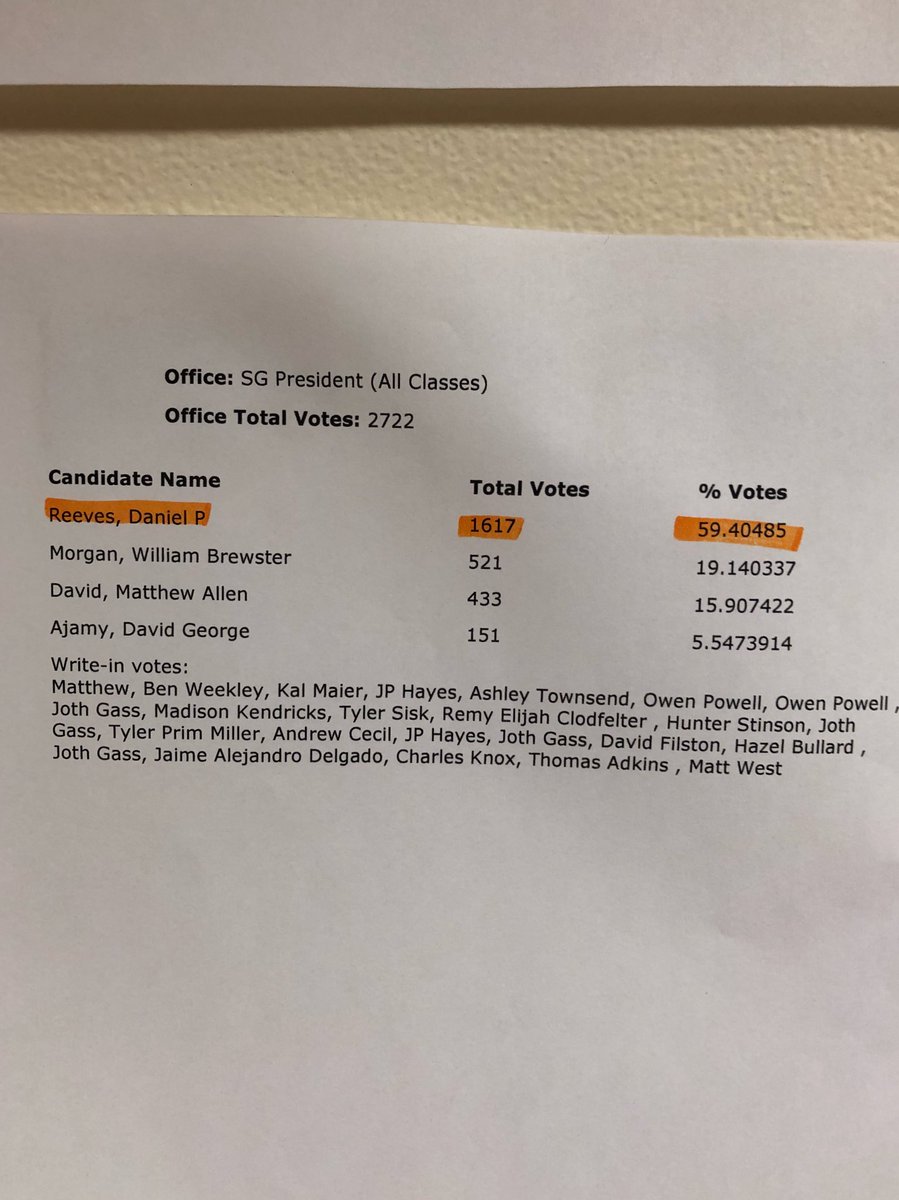 Office: SG President (All Classes)
Office Total Votes: 2722
Candidate Name Total Votes % Votes
Reeves, Daniel P 1617 59.40485
Morgan, William Brewster 521 19.140337
David, Matthew Allen 433 15.907422
Ajamy, David George 151 5.5473914
Write-in votes:
Matthew, Ben Weekley, Kal Maier, JP Hayes, Ashley Townsend, Owen Powell, Owen Powell ,
Joth Gass, Madison Kendricks, Tyler Sisk, Remy Elijah Clodfelter , Hunter Stinson, Joth
Gass, Tyler Prim Miller, Andrew Cecil, JP Hayes, Joth Gass, David Filston, Hazel Bullard ,
Joth Gass, Jaime Alejandro Delgado, Charles Knox, Thomas Adkins , Matt West